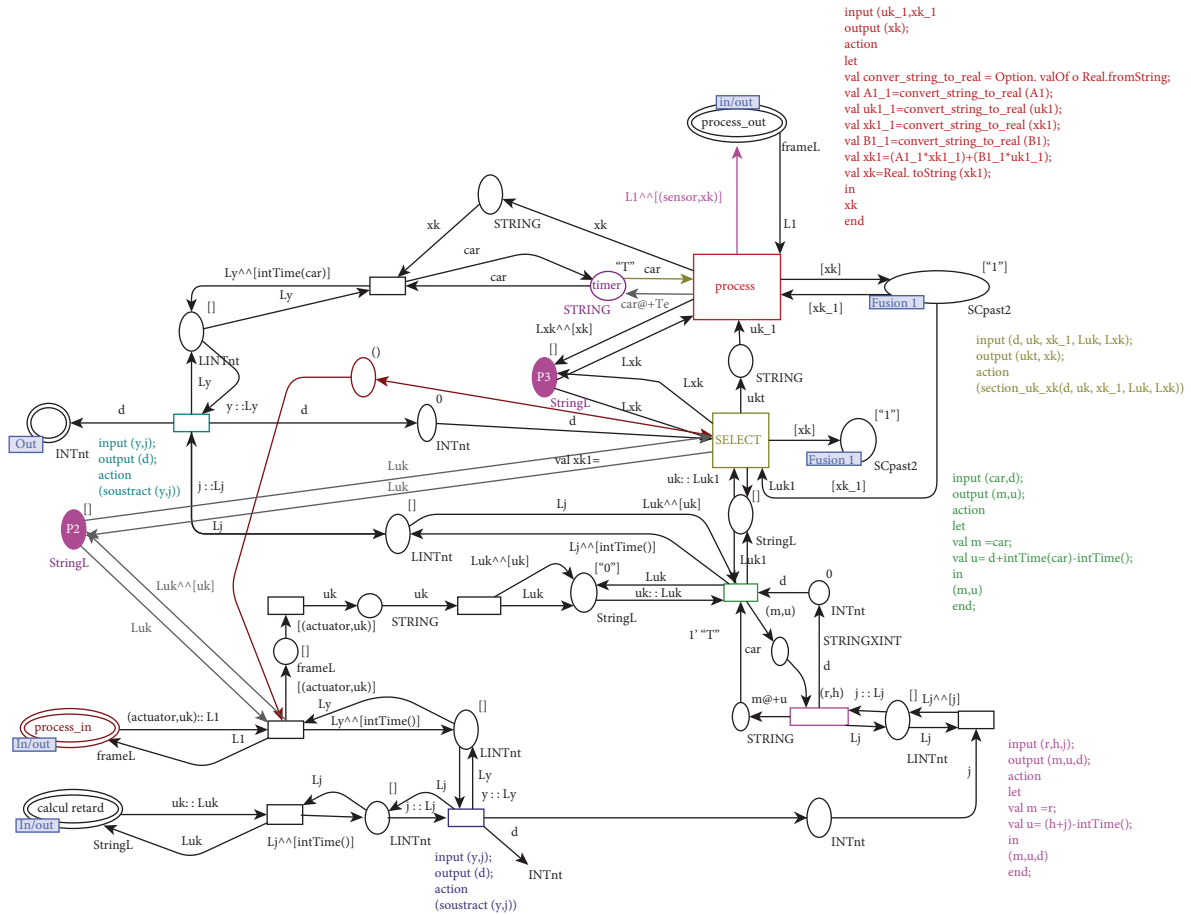 input (uk_1,xk_1
output (xk);
action
let
val conver_string_to_real = Option. valOf o Real.fromString;
val A1_1=convert_string_to_real (A1);
val uk1_1=convert_string_to_real (uk1);
val xk1_1=convert_string_to_real (xk1);
val B1_1=convert_string_to_real (B1);
val xk1=(A1_1*xk1_1)+(B1_1*uk1_1);
val xk=Real. toString (xk1);
in
xk
end
in/out
process_out
frameL
L1^^[(sensor,xk)]
L1
STRING
xk
xk
car
car
Ly^^[intTime(car)]
Ly
"T"
timer
STRING
car
car@+Te
process
[xk]
[xk_1]
["1"]
Fusion 1
SCpast2
[]
LINTnt
Ly
y : :Ly
()
Lxk^^[xk]
[]
P3
StringL
Lxk
Lxk
Lxk
uk_1
STRING
ukt
input (d, uk, xk_1, Luk, Lxk);
output (ukt, xk);
action
(section_uk_xk(d, uk, xk_1, Luk, Lxk))
Out
INTnt
d
d
0
INTnt
d
SELECT
[xk]
["1"]
Fusion 1
SCpast2
[xk_1]
input (y,j);
output (d);
action
(soustract (y,j))
j : :Lj
Luk
Luk
val xk1=
uk: : Luk1
Luk1
[]
StringL
Luk1
[]
P2
StringL
Lj
[]
LINTnt
Lj
Luk^^[uk]
Lj^^[intTime()]
input (car,d);
output (m,u);
action
let
val m =car;
val u= d+intTime(car)-intTime();
in
(m,u)
end;
Luk^^[uk]
Luk
uk
STRING
uk
Luk^^[uk]
Luk
["0"]
StringL
Luk
uk: : Luk
d
0
INTnt
(m,u)
STRINGXINT
1' "T"
car
d
[(actuator,uk)]
[]
frameL
[(actuator,uk)]
process_in
In/out
frameL
(actuator,uk): : L1
L1
Ly
Ly^^[intTime()]
[]
LINTnt
STRING
m@+u
(r,h)
j : : Lj
Lj
[]
LINTnt
Lj^^[j]
Lj
j
calcul retard
In/out
StringL
uk: : Luk
Luk
Lj
Lj^^[intTime()]
[]
LINTnt
Lj
j : : Lj
Ly
y : : Ly
d
INTnt
INTnt
input (y,j);
output (d);
action
(soustract (y,j))
input (r,h,j);
output (m,u,d);
action
let
val m =r;
val u= (h+j)-intTime();
in
(m,u,d)
end;